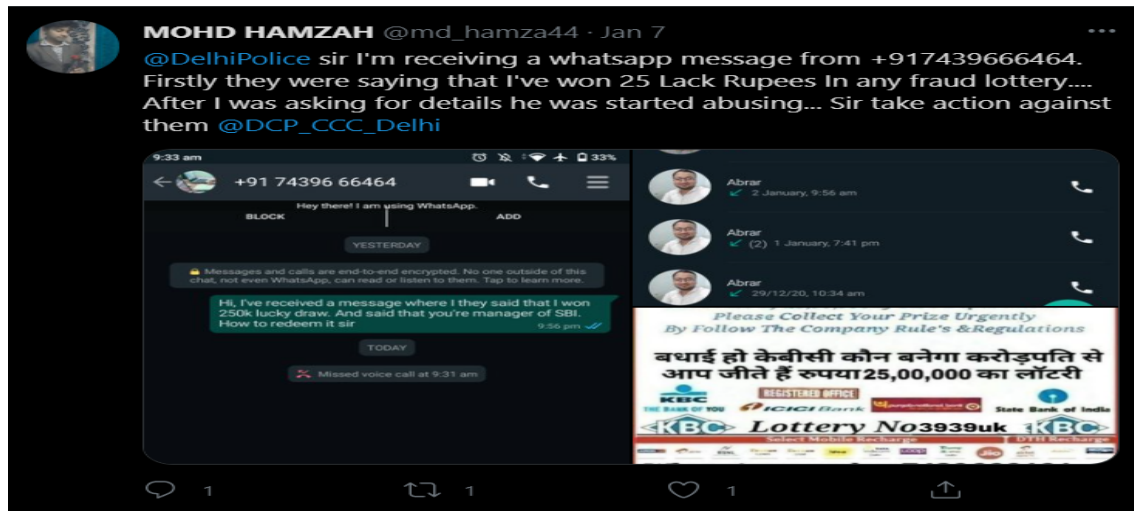 MOHD HAMZAH @md_hamza44 · Jan 7
@DelhiPolice sir I'm receiving a whatsapp message from +917439666464.
Firstly they were saying that I've won 25 Lack Rupees In any fraud lottery....
After I was asking for details he was started abusing... Sir take action against
them @DCP_CCC_Delhi
9:33 am
33%
+91 74396 66464
Hey there! I am using WhatsApp.
BLOCK ADD
YESTERDAY
Messages and calls are end-to-end encrypted. No one outside of this
chat, not even WhatsApp, can read or listen to them. Tap to learn more.
Hi, I've received a message where I they said that I won
250k lucky draw. And said that you're manager of SBI.
How to redeem it sir
9:56 pm
TODAY
Missed voice call at 9:31 am
Abrar
2 January, 9:56 am
Abrar
(2) 1 January, 7:41 pm
Abrar
29/12/20, 10:34 am
Please Collect Your Prize Urgently
By Follow The Company Rule's &Regulations
बधाई हो केबीसी कौन बनेगा करोड़पति से
आप जीते हैं रुपया 25,00,000 का लॉटरी
REGISTERED OFFICE
KBC
THE BANK OF YOU
ICICI Bank
punjab national bank
State Bank of India
KBC Lottery No3939uk KBC
Select Mobile Recharge DTH Recharge
Jio
1 1 1